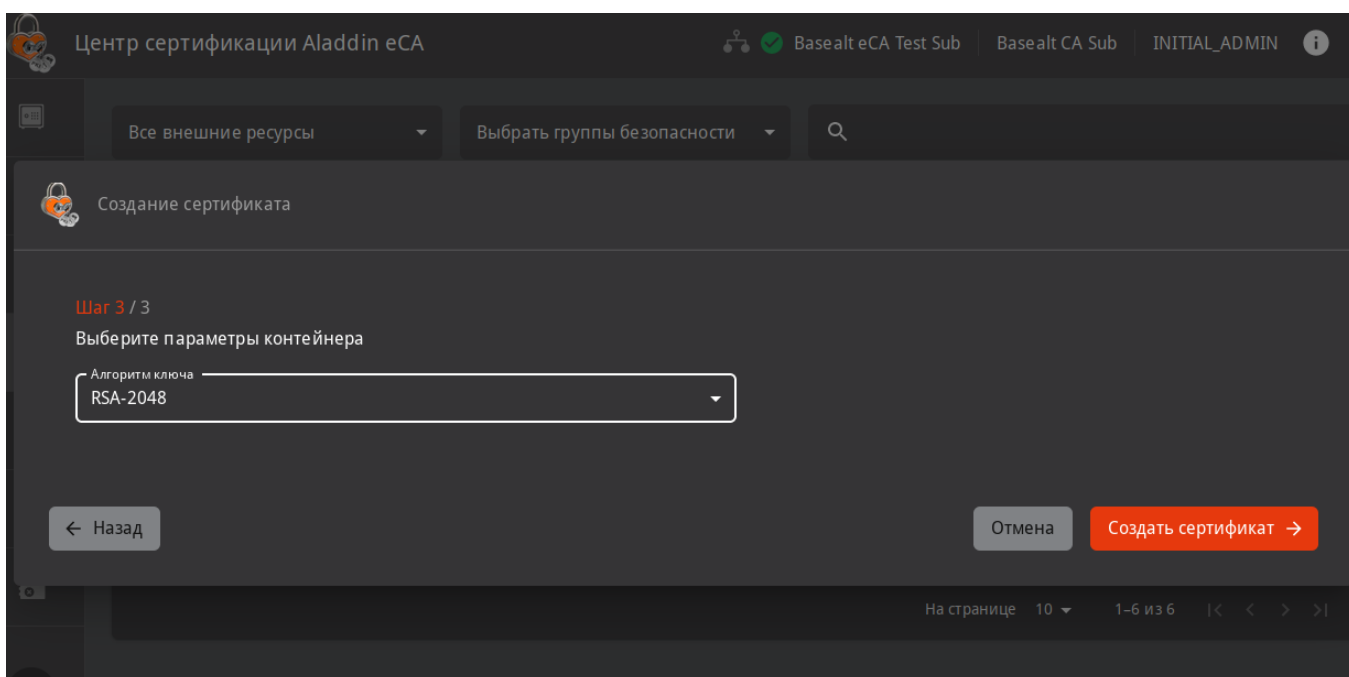 Центр сертификации Aladdin eCA Basealt eCA Test Sub Basealt CA Sub INITIAL_ADMIN
Все внешние ресурсы Выбрать группы безопасности
Создание сертификата
Шаг 3 / 3
Выберите параметры контейнера
Алгоритм ключа
RSA-2048
Назад Отмена Создать сертификат
На странице 10 1–6 из 6